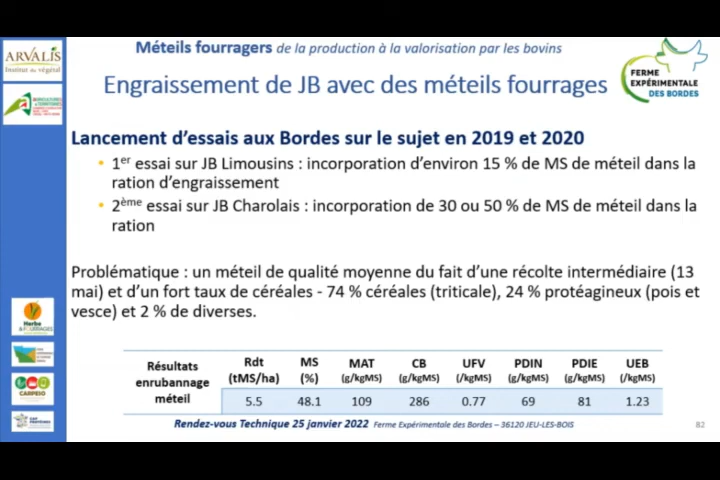 ARVALIS
Institut du végétal
Méteils fourragers de la production à la valorisation par les bovins
Engraissement de JB avec des méteils fourrages
FERME
EXPÉRIMENTALE
DES BORDES
Lancement d'essais aux Bordes sur le sujet en 2019 et 2020
• 1er essai sur JB Limousins : incorporation d'environ 15 % de MS de méteil dans la
ration d'engraissement
• 2ème essai sur JB Charolais : incorporation de 30 ou 50 % de MS de méteil dans la
ration
Problématique : un méteil de qualité moyenne du fait d'une récolte intermédiaire (13
mai) et d'un fort taux de céréales - 74 % céréales (triticale), 24 % protéagineux (pois et
vesce) et 2 % de diverses.
Herbe
& FOURRAGES
CARPESO
CAP
PROTÉINES
Résultats enrubannage méteil Rdt (tMS/ha) MS (%) MAT (g/kgMS) CB (g/kgMS) UFV (/kgMS) PDIN (g/kgMS) PDIE (g/kgMS) UEB (/kgMS)
5.5 48.1 109 286 0.77 69 81 1.23
Rendez-vous Technique 25 janvier 2022 Ferme Expérimentale des Bordes – 36120 JEU-LES-BOIS
82